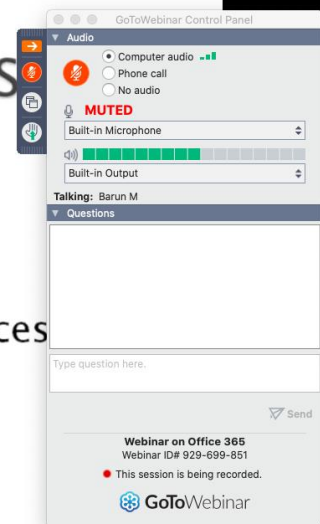 GoToWebinar Control Panel
Audio
Computer audio
Phone call
No audio
MUTED
Built-in Microphone
Built-in Output
Talking: Barun M
Questions
ces
Type question here.
Send
Webinar on Office 365
Webinar ID# 929-699-851
This session is being recorded.
GoToWebinar